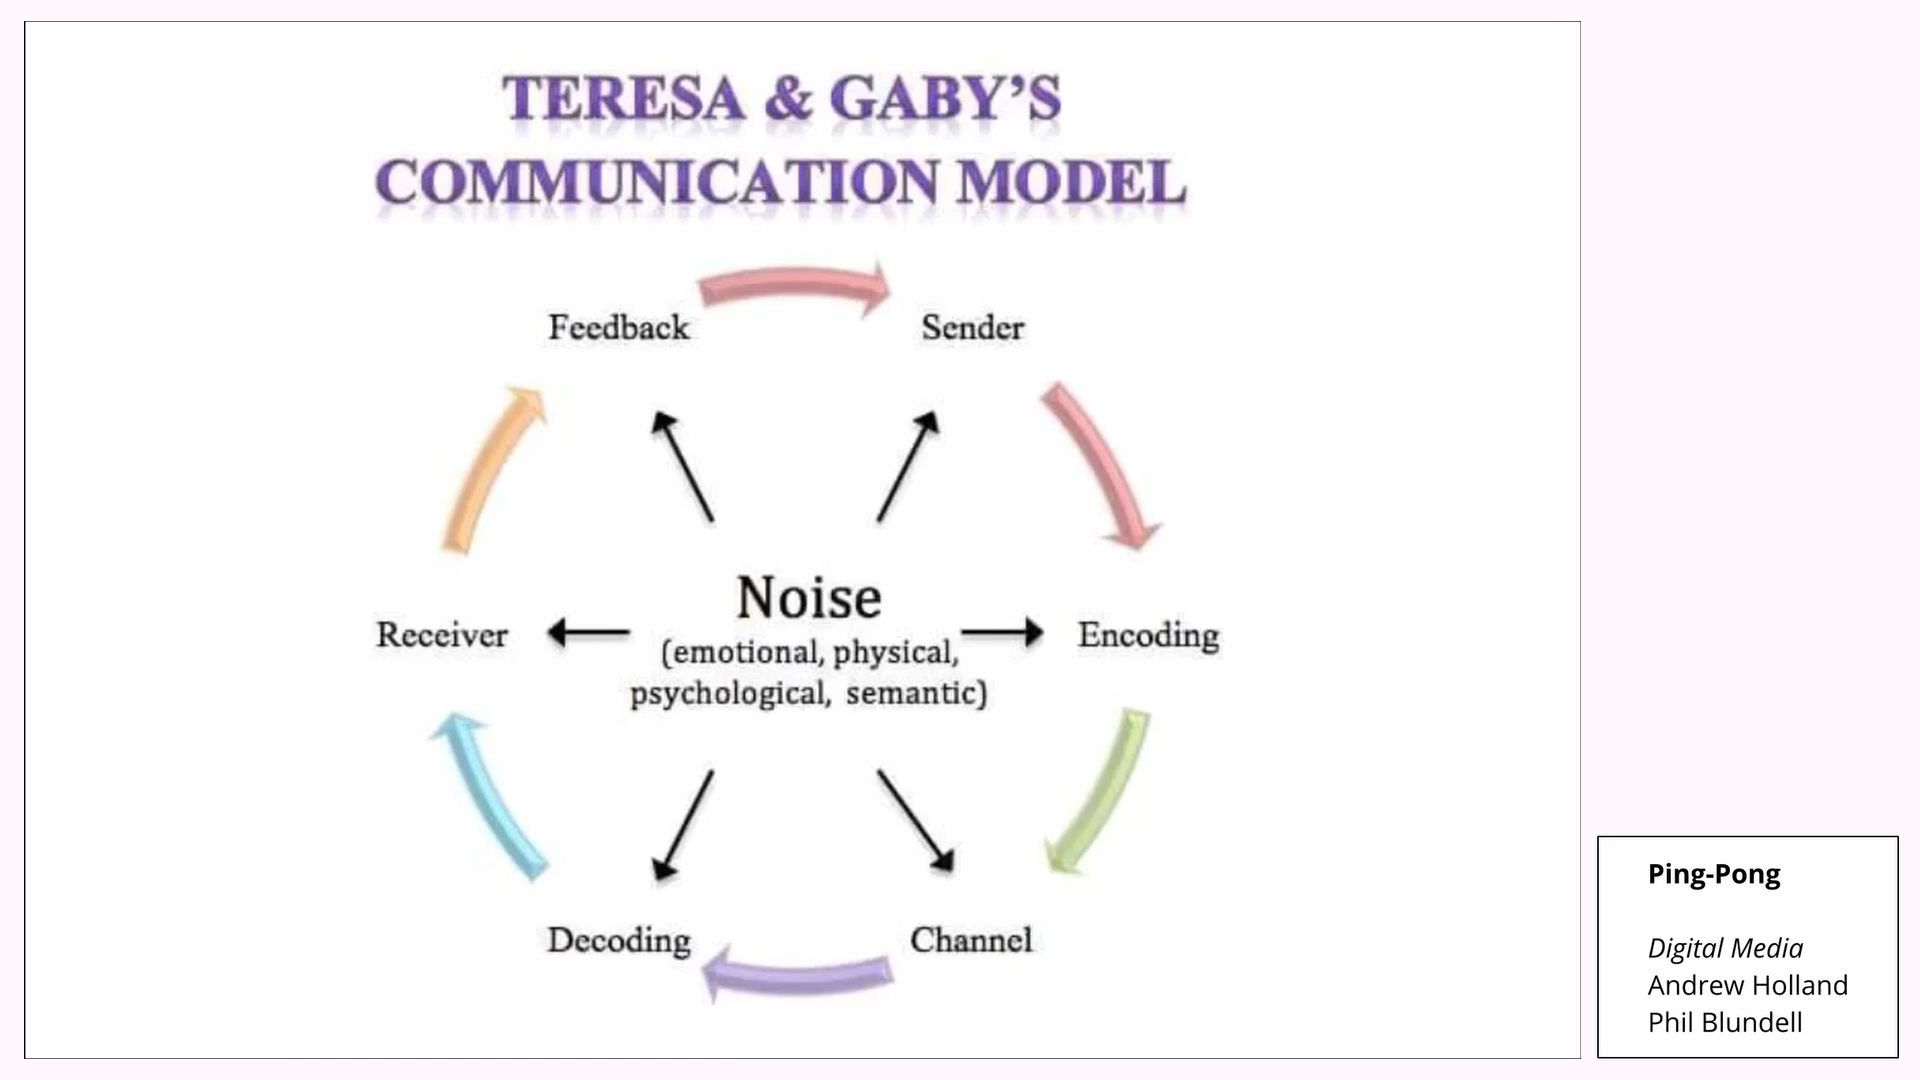 TERESA & GABY'S
COMMUNICATION MODEL
Feedback
Sender
Receiver
Noise
(emotional, physical,
psychological, semantic)
Encoding
Decoding
Channel
Ping-Pong
Digital Media
Andrew Holland
Phil Blundell